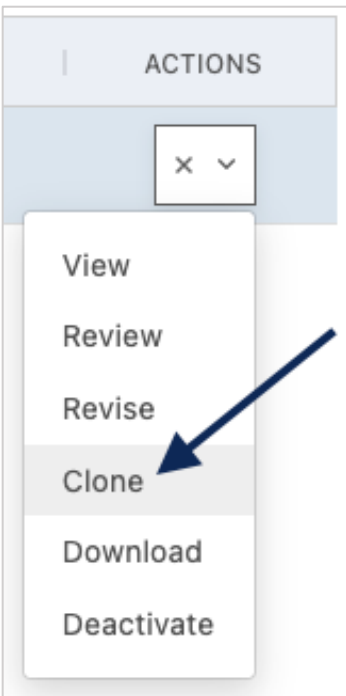 ACTIONS
View
Review
Revise
Clone
Download
Deactivate